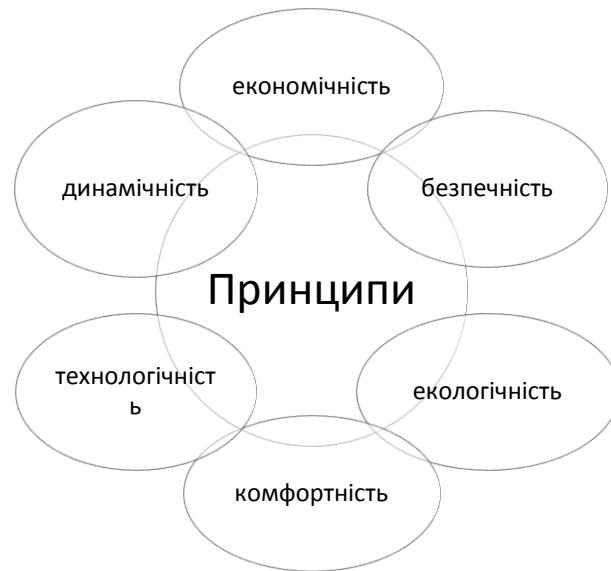 економічність
динамічність
безпечність
Принципи
технологічніст
ь
екологічність
комфортність